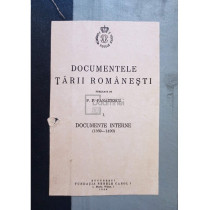 DOCUMENTELE
ȚĂRII ROMÂNEȘTI
P. P. PANAITESCU
I
DOCUMENTE INTERNE
(1369—1490)
BUCUREȘTI
FUNDAȚIA REGELE CAROL I